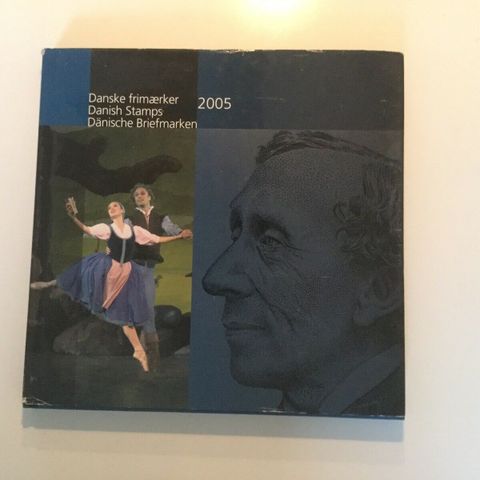 Danske frimærker
Danish Stamps
Dänische Briefmarken
2005